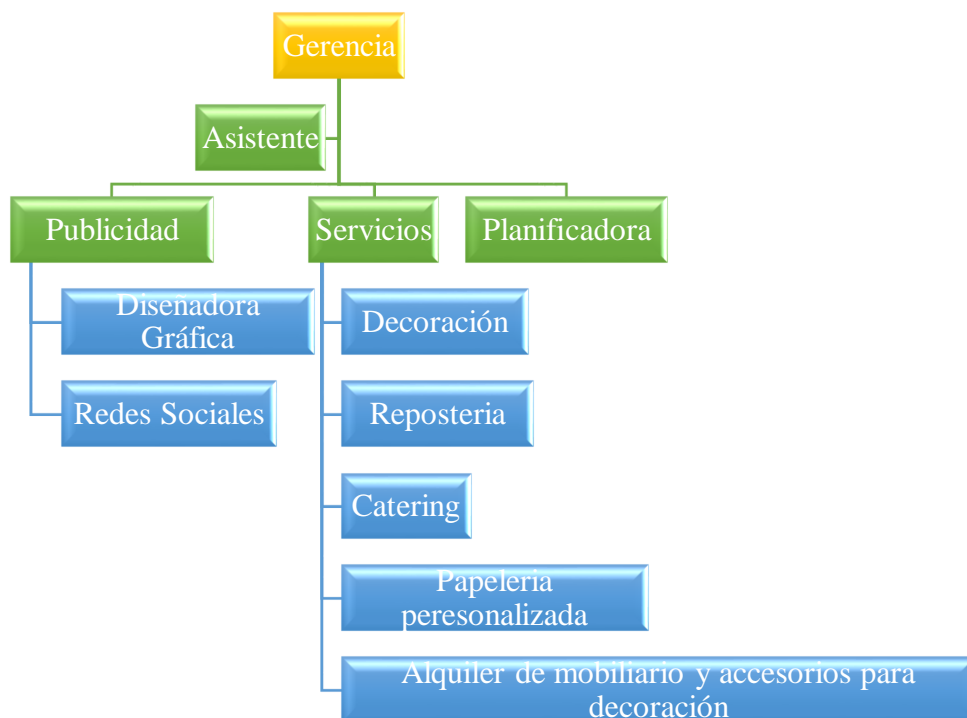 Gerencia
Asistente
Publicidad
Servicios
Planificadora
Diseñadora
Gráfica
Redes Sociales
Decoración
Reposteria
Catering
Papeleria
peresonalizada
Alquiler de mobiliario y accesorios para
decoración